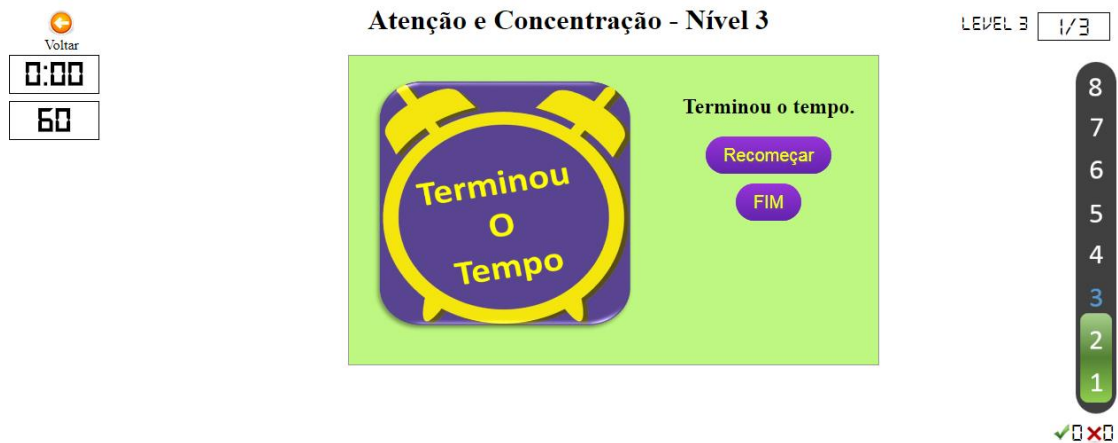 Voltar
0:00
60
Atenção e Concentração - Nível 3
Terminou
O
Tempo
Terminou o tempo.
Recomeçar
FIM
LEVEL 3 1/3
8
7
6
5
4
3
2
1
0 0